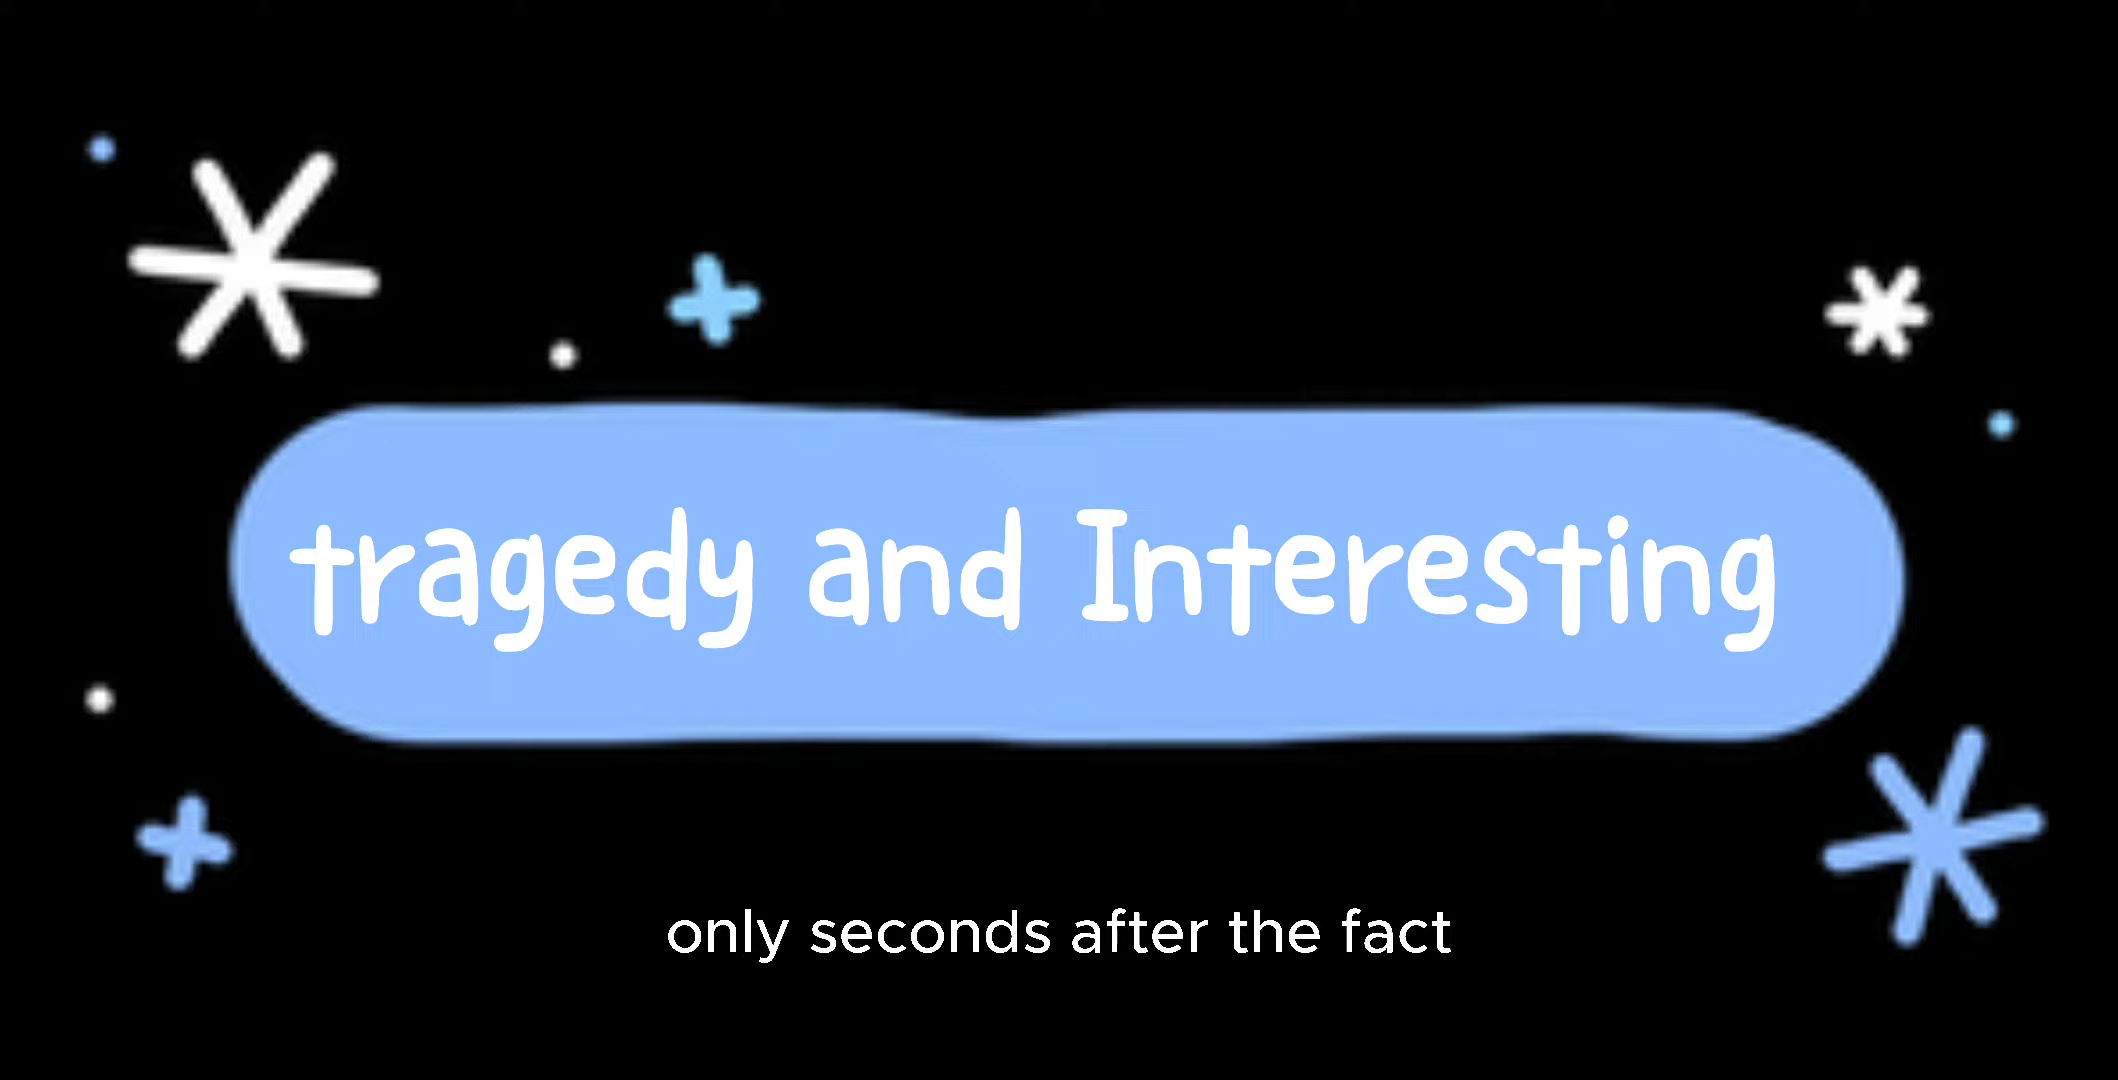 tragedy and Interesting
only seconds after the fact